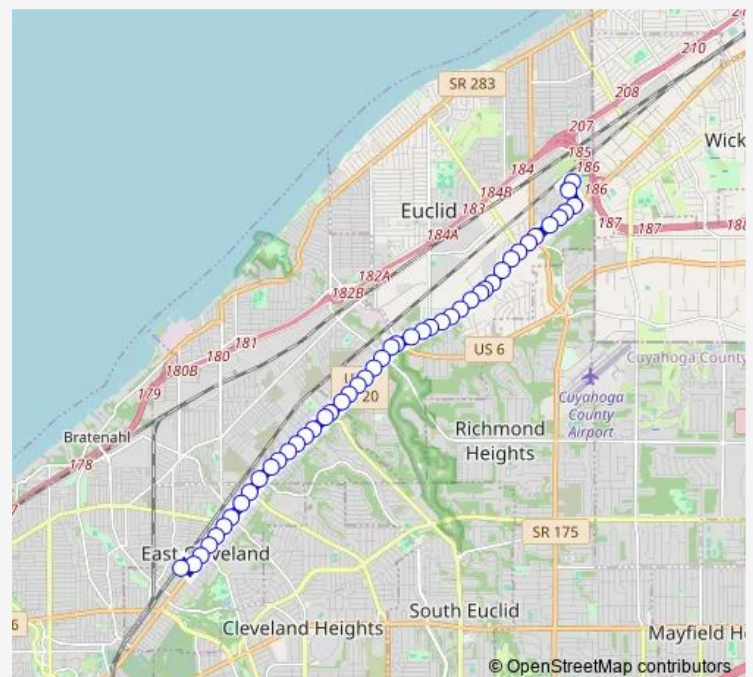 210
SR 283
208
207
Wick
185
184
186
184B
186
183
Euclid
187
187
188
184A
182A
182B
US 6
Cuyahoga County
181
180
180B
20
Cuyahoga
County
Airport
179
Richmond
Heights
Bratenahl
178
SR 175
East Cleveland
South Euclid
6
Cleveland Heights
Mayfield H
© OpenStreetMap contributors